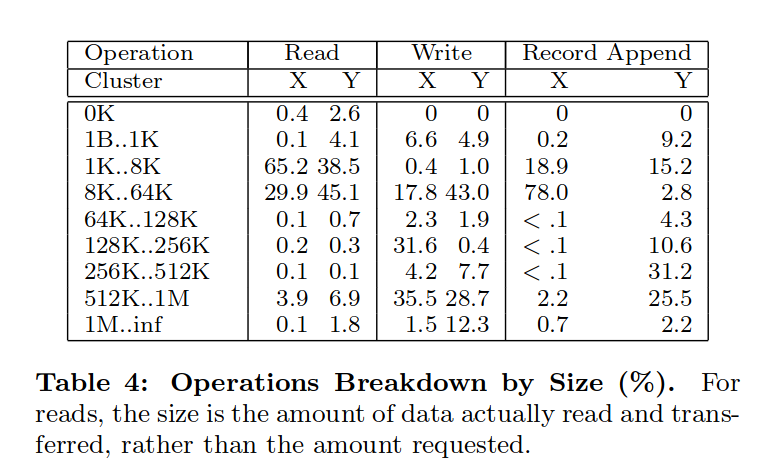 Operation Read Write Record Append
Cluster X Y X Y X Y
0K 0.4 2.6 0 0 0 0
1B..1K 0.1 4.1 6.6 4.9 0.2 9.2
1K..8K 65.2 38.5 0.4 1.0 18.9 15.2
8K..64K 29.9 45.1 17.8 43.0 78.0 2.8
64K..128K 0.1 0.7 2.3 1.9 < .1 4.3
128K..256K 0.2 0.3 31.6 0.4 < .1 10.6
256K..512K 0.1 0.1 4.2 7.7 < .1 31.2
512K..1M 3.9 6.9 35.5 28.7 2.2 25.5
1M..inf 0.1 1.8 1.5 12.3 0.7 2.2
Table 4: Operations Breakdown by Size (%). For
reads, the size is the amount of data actually read and trans-
ferred, rather than the amount requested.